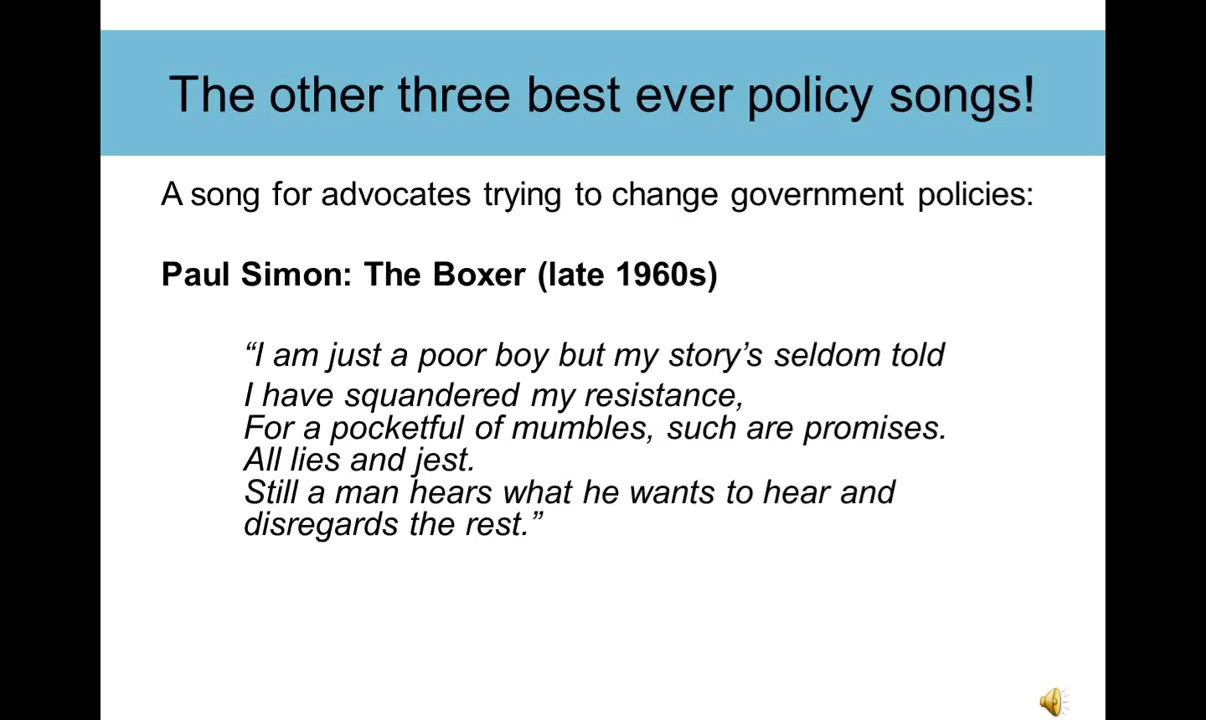 The other three best ever policy songs!
A song for advocates trying to change government policies:
Paul Simon: The Boxer (late 1960s)
“I am just a poor boy but my story’s seldom told
I have squandered my resistance,
For a pocketful of mumbles, such are promises.
All lies and jest.
Still a man hears what he wants to hear and
disregards the rest.”